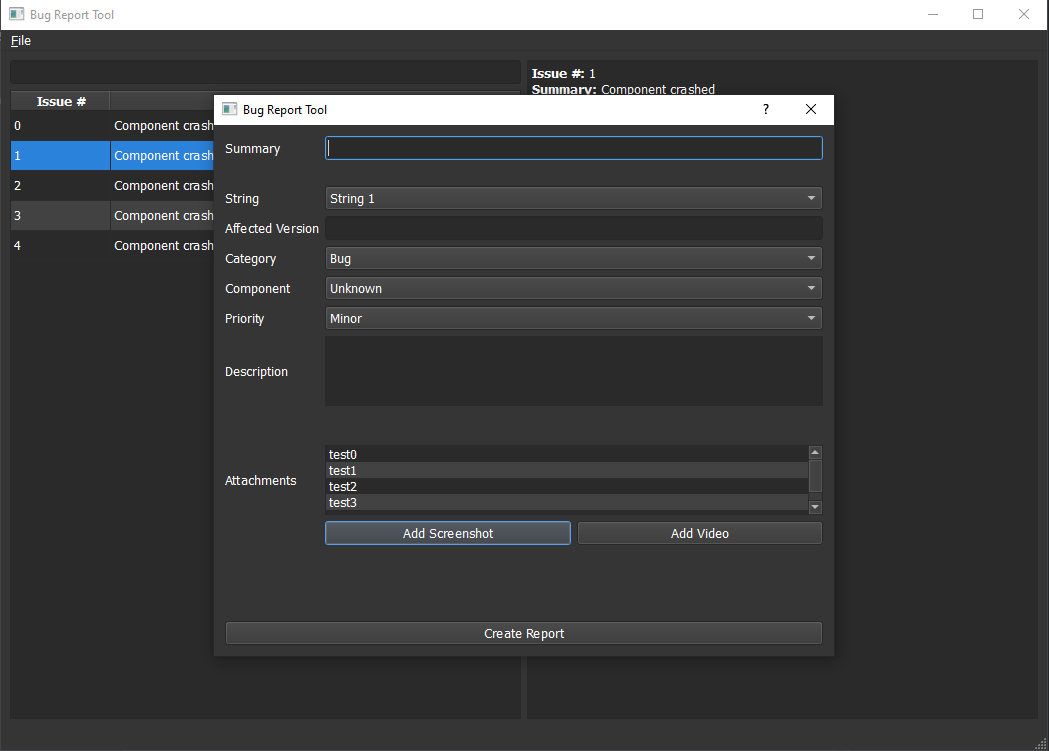 Bug Report Tool
File
Issue #: 1
Summary: Component crashed
Issue #
0 Component crash
1 Component crash
2 Component crash
3 Component crash
4 Component crash
Bug Report Tool ?
Summary
String String 1
Affected Version
Category Bug
Component Unknown
Priority Minor
Description
Attachments
test0
test1
test2
test3
Add Screenshot Add Video
Create Report